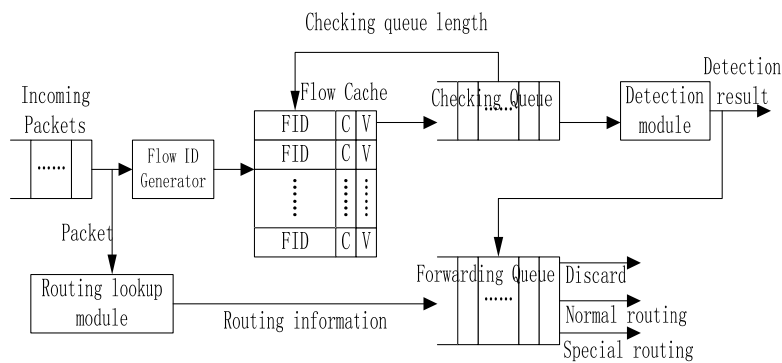 Checking queue length
Incoming
Packets
......
Flow ID
Generator
Flow Cache
FID C V
FID C V
FID C V
Checking Queue
......
Detection
module
Detection
result
Packet
Routing lookup
module
Routing information
Forwarding Queue
......
Discard
Normal routing
Special routing